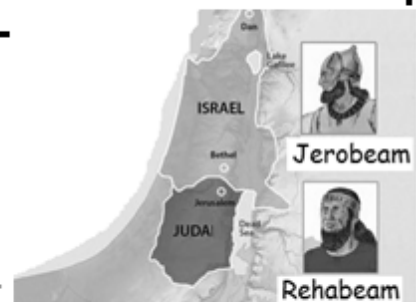 Dan
Lake
Galilee
ISRAEL
Jerobeam
Bethel
Jerusalem
Dead
Sea
JUDA
Rehabeam